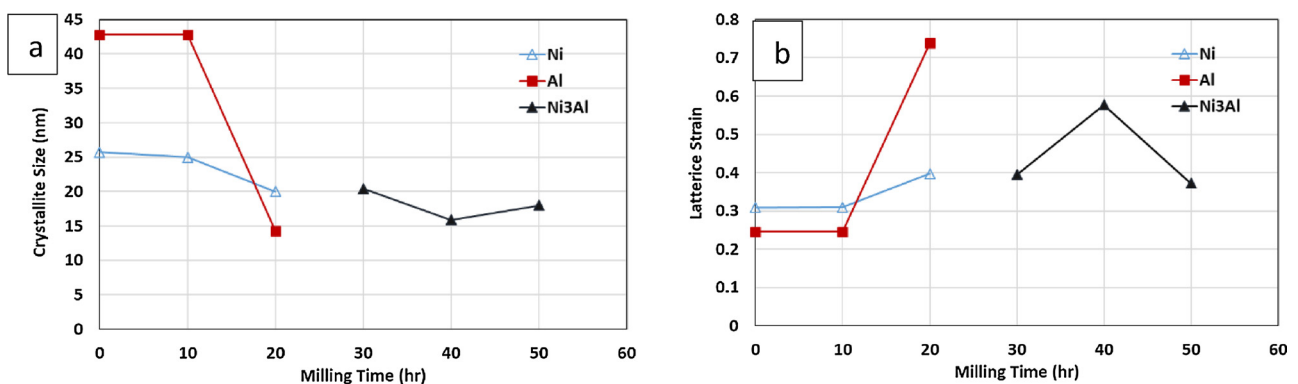 a
45
40
35
30
25
20
15
10
5
0
Crystallite Size (nm)
Ni
Al
Ni3Al
0 10 20 30 40 50 60
Milling Time (hr)
b
0.8
0.7
0.6
0.5
0.4
0.3
0.2
0.1
0
Latterice Strain
Ni
Al
Ni3Al
0 10 20 30 40 50 60
Milling Time (hr)